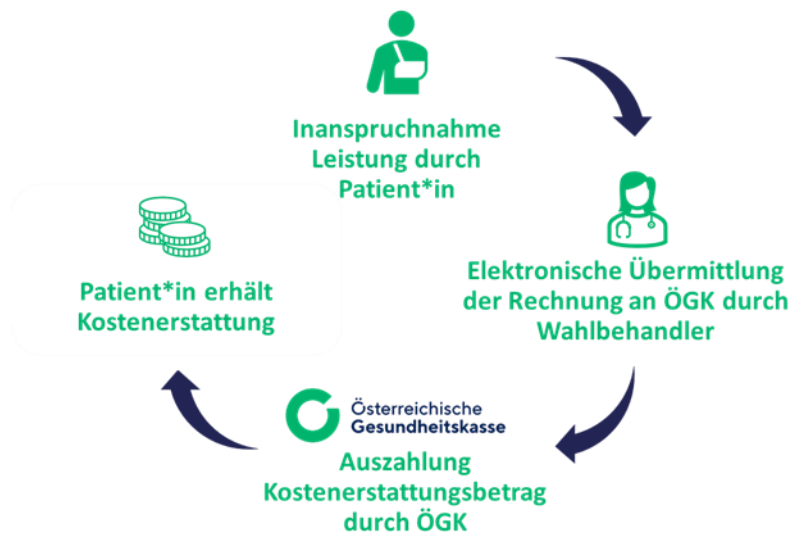 Inanspruchnahme
Leistung durch
Patient*in
Elektronische Übermittlung
der Rechnung an ÖGK durch
Wahlbehandler
Österreichische
Gesundheitskasse
Auszahlung
Kostenerstattungsbetrag
durch ÖGK
Patient*in erhält
Kostenerstattung